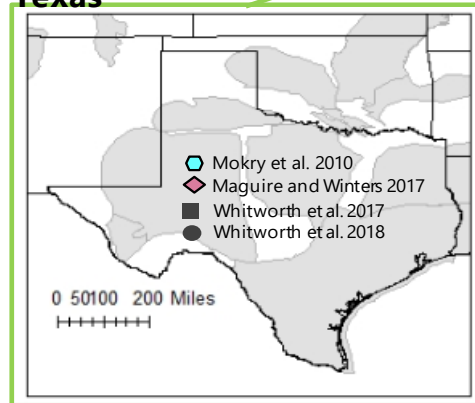 Texas
Mokry et al. 2010
Maguire and Winters 2017
Whitworth et al. 2017
Whitworth et al. 2018
0 50100 200 Miles